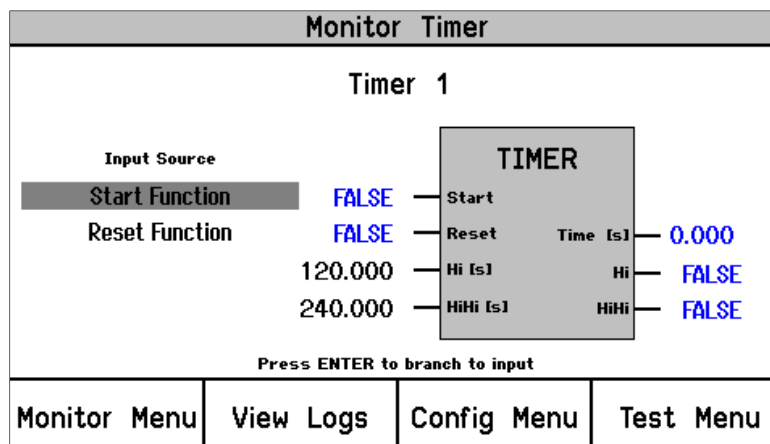 Monitor Timer
Timer 1
Input Source
TIMER
Start Function FALSE Start
Reset Function FALSE Reset Time [s] 0.000
120.000 Hi [s] Hi FALSE
240.000 HiHi [s] HiHi FALSE
Press ENTER to branch to input
Monitor Menu View Logs Config Menu Test Menu